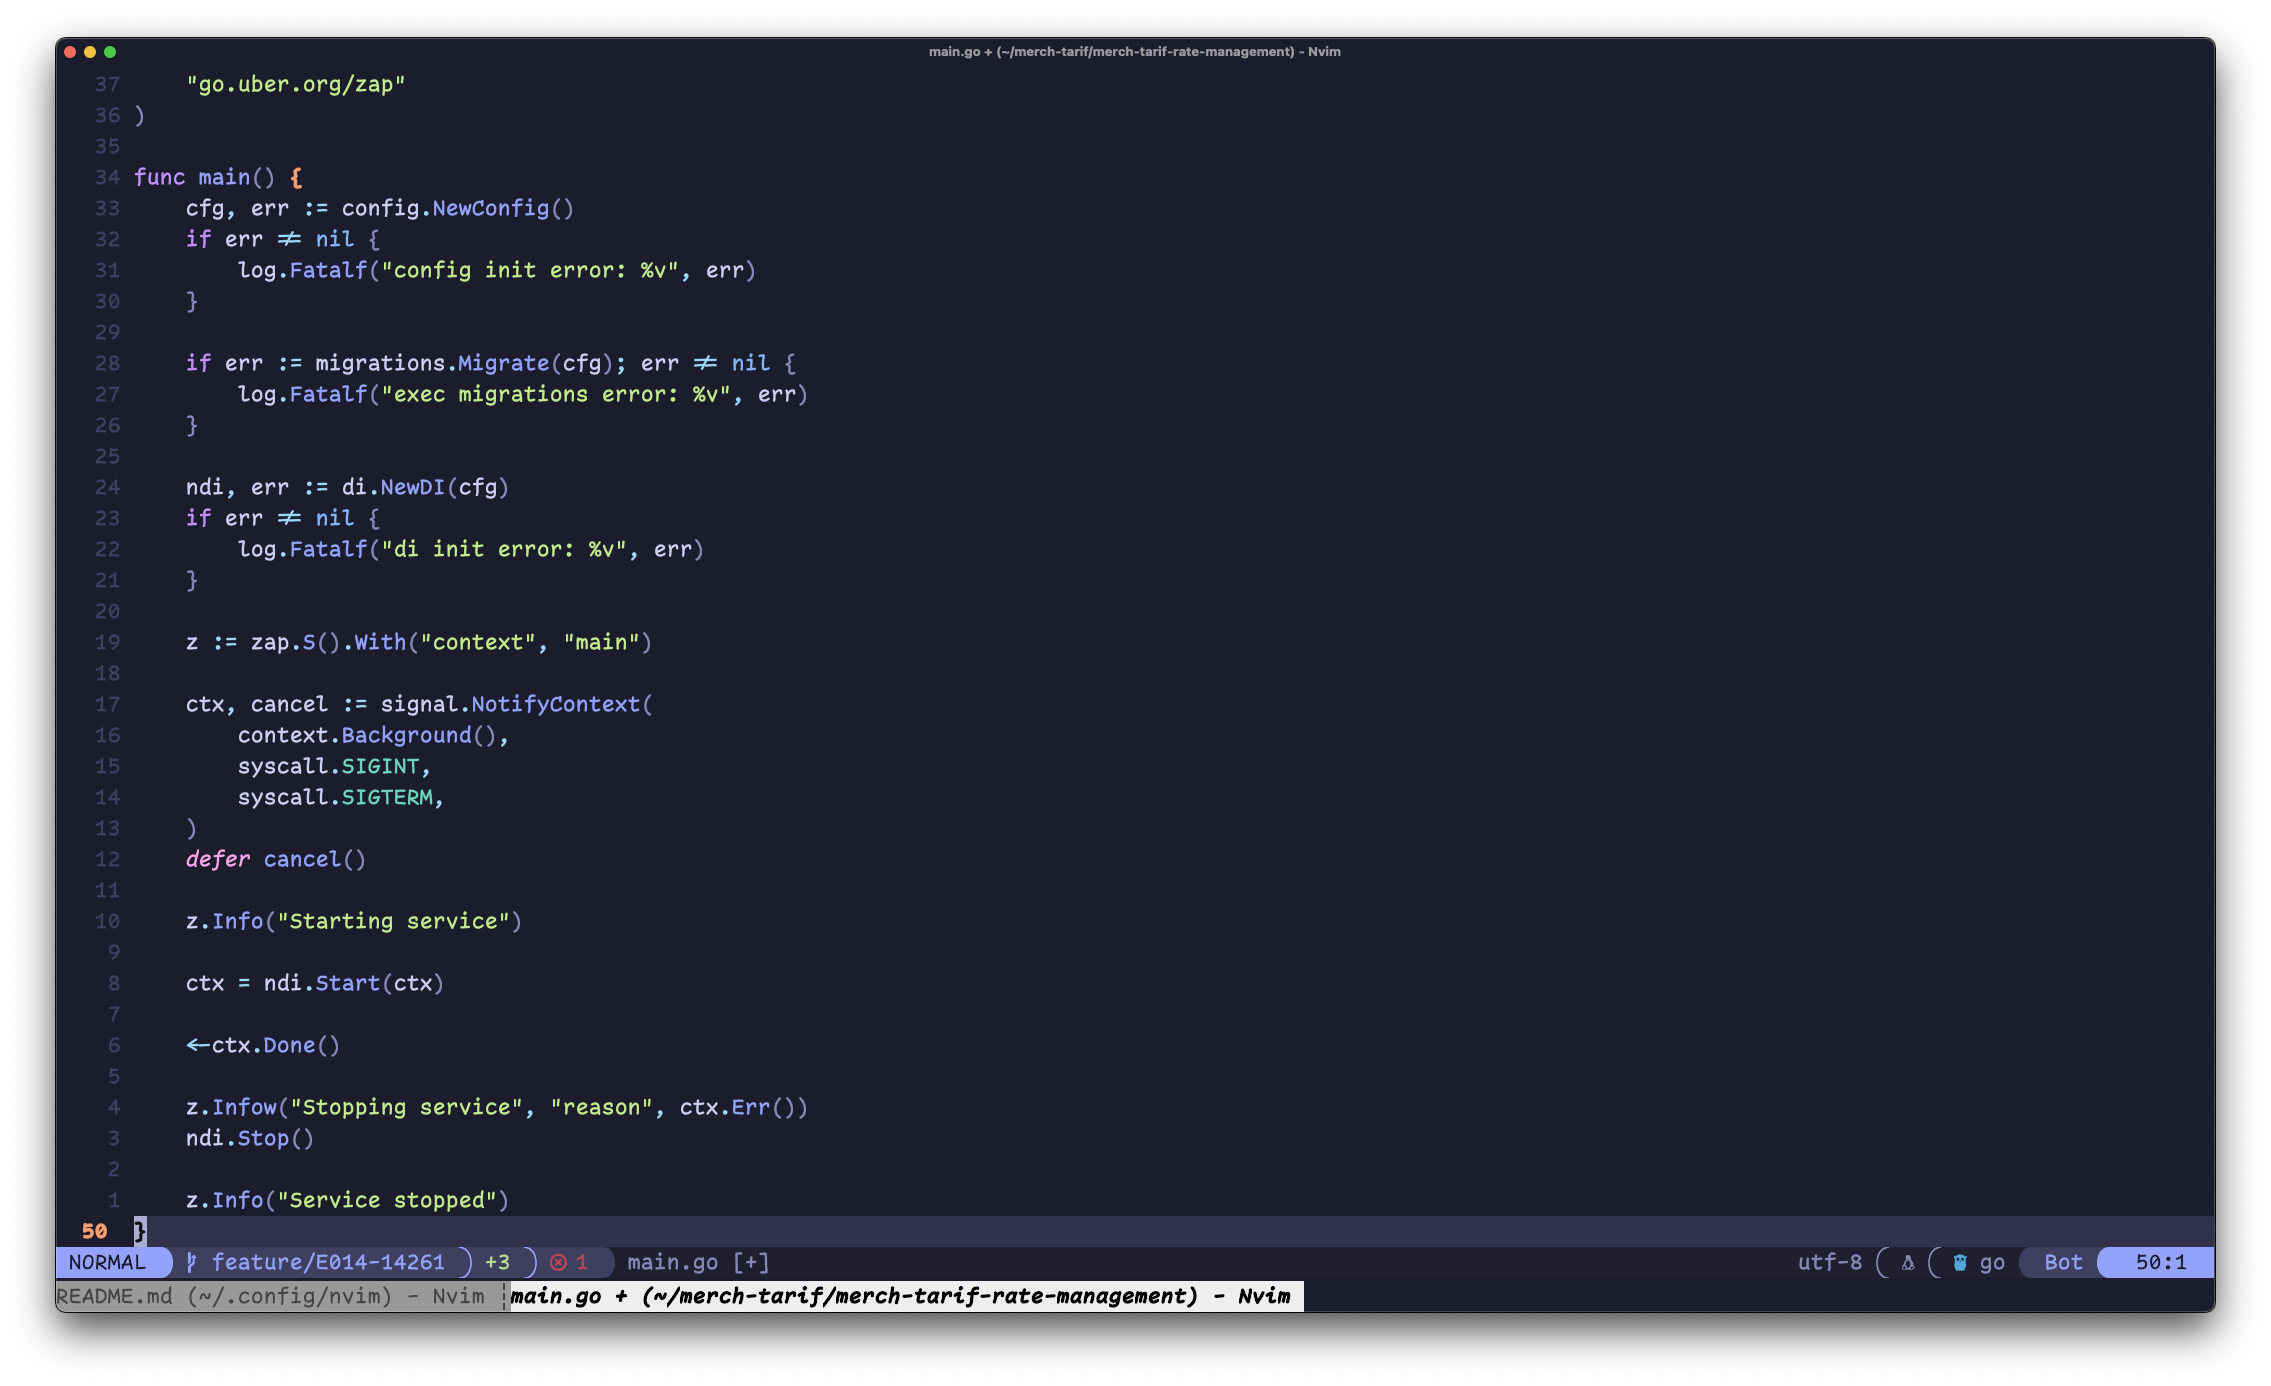 main.go + (~/merch-tarif/merch-tarif-rate-management) - Nvim
37 "go.uber.org/zap"
36 )
35
34 func main() {
33 cfg, err := config.NewConfig()
32 if err != nil {
31 log.Fatalf("config init error: %v", err)
30 }
29
28 if err := migrations.Migrate(cfg); err != nil {
27 log.Fatalf("exec migrations error: %v", err)
26 }
25
24 ndi, err := di.NewDI(cfg)
23 if err != nil {
22 log.Fatalf("di init error: %v", err)
21 }
20
19 z := zap.S().With("context", "main")
18
17 ctx, cancel := signal.NotifyContext(
16 context.Background(),
15 syscall.SIGINT,
14 syscall.SIGTERM,
13 )
12 defer cancel()
11
10 z.Info("Starting service")
9
8 ctx = ndi.Start(ctx)
7
6 <-ctx.Done()
5
4 z.Infow("Stopping service", "reason", ctx.Err())
3 ndi.Stop()
2
1 z.Info("Service stopped")
50 }
NORMAL feature/E014-14261 +3 1 main.go [+] utf-8 go Bot 50:1
README.md (~/.config/nvim) - Nvim main.go + (~/merch-tarif/merch-tarif-rate-management) - Nvim